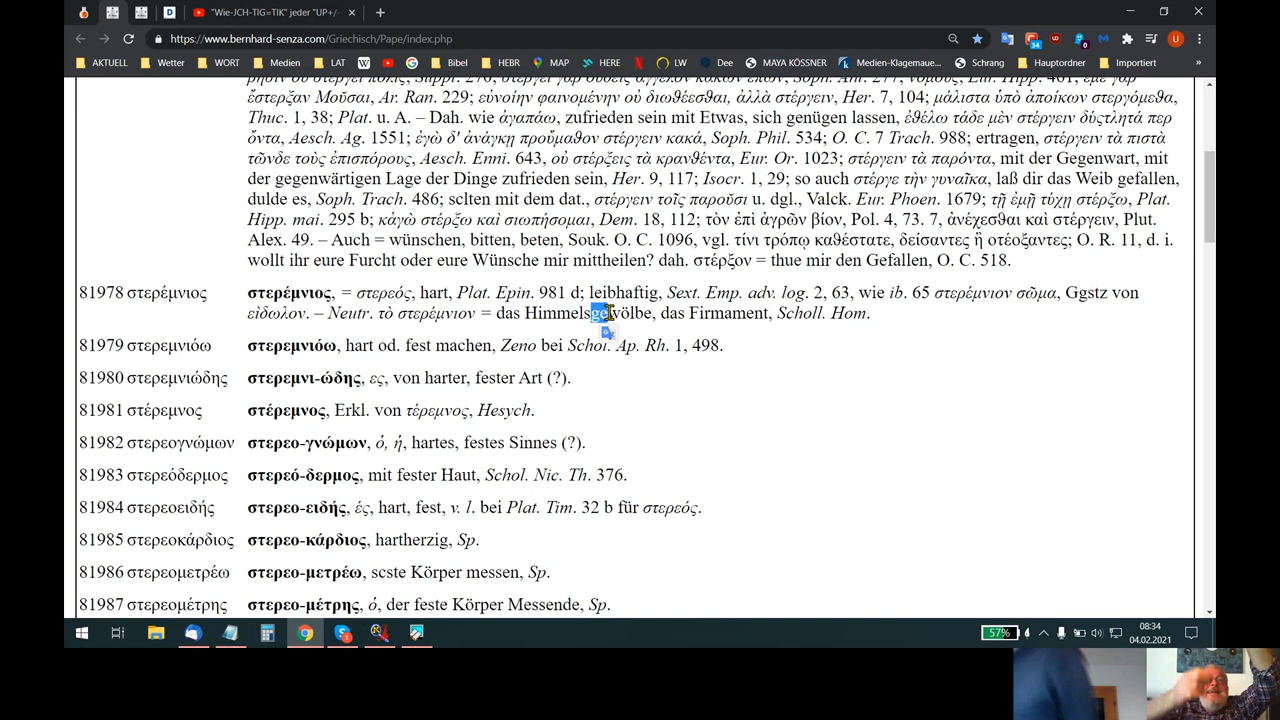 "Wie-JCH-TIG=TIK" jeder "UP+/-
https://www.bernhard-senza.com/Griechisch/Pape/index.php
AKTUELL Wetter WORT Medien LAT Bibel HEBR MAP HERE LW Dee MAYA KÖSSNER Medien-Klagemaue... Schrang Hauptordner Importiert »
ἔστερξαν Μοῦσαι, Ar. Ran. 229; εὐνοίην φαινομένην οὐ διωθέεσθαι, ἀλλὰ στέργειν, Her. 7, 104; μάλιστα ὑπὸ ἀποίκων στεργόμεθα,
Thuc. 1, 38; Plat. u. A. – Dah. wie ἀγαπάω, zufrieden sein mit Etwas, sich genügen lassen, ἐθέλω τάδε μὲν στέργειν δύςτλητά περ
ὄντα, Aesch. Ag. 1551; ἐγὼ δ' ἀνάγκῃ προὔμαθον στέργειν κακά, Soph. Phil. 534; O. C. 7 Trach. 988; ertragen, στέργειν τὰ πιστὰ
τῶνδε τοὺς ἐπισπόρους, Aesch. Enni. 643, οὐ στέρξεις τὰ κρανθέντα, Eur. Or. 1023; στέργειν τὰ παρόντα, mit der Gegenwart, mit
der gegenwärtigen Lage der Dinge zufrieden sein, Her. 9, 117; Isocr. 1, 29; so auch στέργε τὴν γυναῖκα, laß dir das Weib gefallen,
dulde es, Soph. Trach. 486; sclten mit dem dat., στέργειν τοῖς παροῦσι u. dgl., Valck. Eur. Phoen. 1679; τῇ ἐμῇ τύχῃ στέρξω, Plat.
Hipp. mai. 295 b; κἀγὼ στέρξω καὶ σιωπήσομαι, Dem. 18, 112; τὸν ἐπὶ ἀγρῶν βίον, Pol. 4, 73. 7, ἀνέχεσθαι καὶ στέργειν, Plut.
Alex. 49. – Auch = wünschen, bitten, beten, Souk. O. C. 1096, vgl. τίνι τρόπῳ καθέστατε, δείσαντες ἢ οτέοξαντες; O. R. 11, d. i.
wollt ihr eure Furcht oder eure Wünsche mir mittheilen? dah. στέρξον = thue mir den Gefallen, O. C. 518.
81978 στερέμνιος στερέμνιος, = στερεός, hart, Plat. Epin. 981 d; leibhaftig, Sext. Emp. adv. log. 2, 63, wie ib. 65 στερέμνιον σῶμα, Ggstz von
εἰδωλον. – Neutr. τὸ στερέμνιον = das Himmelsgewölbe, das Firmament, Scholl. Hom.
81979 στερεμνιόω στερεμνιόω, hart od. fest machen, Zeno bei Schol. Ap. Rh. 1, 498.
81980 στερεμνιώδης στερεμνι-ώδης, ες, von harter, fester Art (?).
81981 στέρεμνος στέρεμνος, Erkl. von τέρεμνος, Hesych.
81982 στερεογνώμων στερεο-γνώμων, ὁ, ἡ, hartes, festes Sinnes (?).
81983 στερεόδερμος στερεό-δερμος, mit fester Haut, Schol. Nic. Th. 376.
81984 στερεοειδής στερεο-ειδής, ές, hart, fest, v. l. bei Plat. Tim. 32 b für στερεός.
81985 στερεοκάρδιος στερεο-κάρδιος, hartherzig, Sp.
81986 στερεομετρέω στερεο-μετρέω, scste Körper messen, Sp.
81987 στερεομέτρης στερεο-μέτρης, ὁ, der feste Körper Messende, Sp.
57% 08:34
04.02.2021